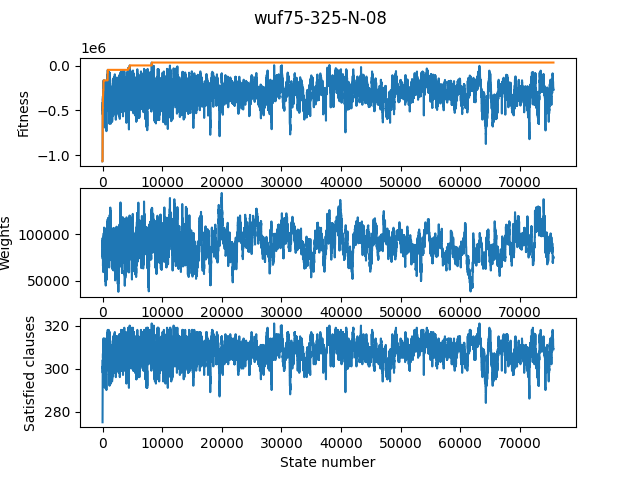 wuf75-325-N-08
1e6
0.0
−0.5
−1.0
Fitness
0 10000 20000 30000 40000 50000 60000 70000
100000
50000
Weights
0 10000 20000 30000 40000 50000 60000 70000
320
300
280
Satisfied clauses
0 10000 20000 30000 40000 50000 60000 70000
State number